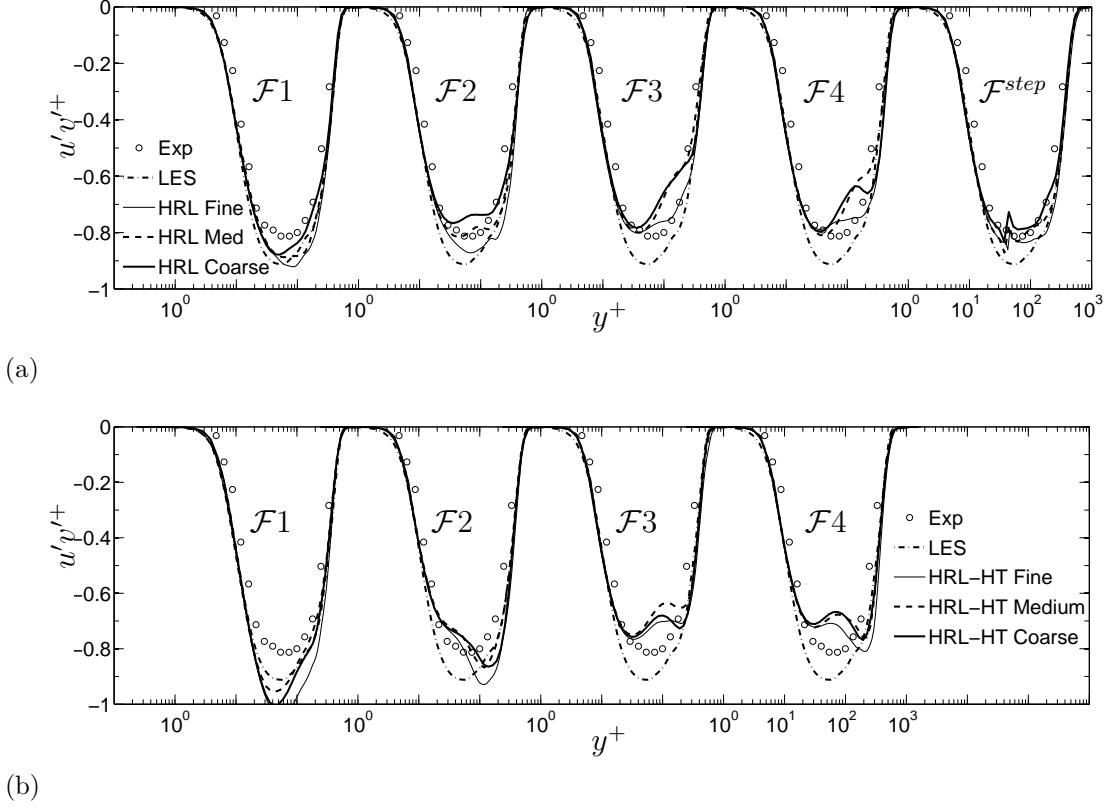 0
−0.2
−0.4
−0.6
−0.8
−1
u′v′⁺
ℱ1
ℱ2
ℱ3
ℱ4
ℱ^step
Exp
LES
HRL Fine
HRL Med
HRL Coarse
10⁰ 10⁰ 10⁰ 10⁰ 10⁰ 10¹ 10² 10³
y⁺
(a)
0
−0.2
−0.4
−0.6
−0.8
−1
u′v′⁺
ℱ1
ℱ2
ℱ3
ℱ4
Exp
LES
HRL−HT Fine
HRL−HT Medium
HRL−HT Coarse
10⁰ 10⁰ 10⁰ 10⁰ 10¹ 10² 10³
y⁺
(b)